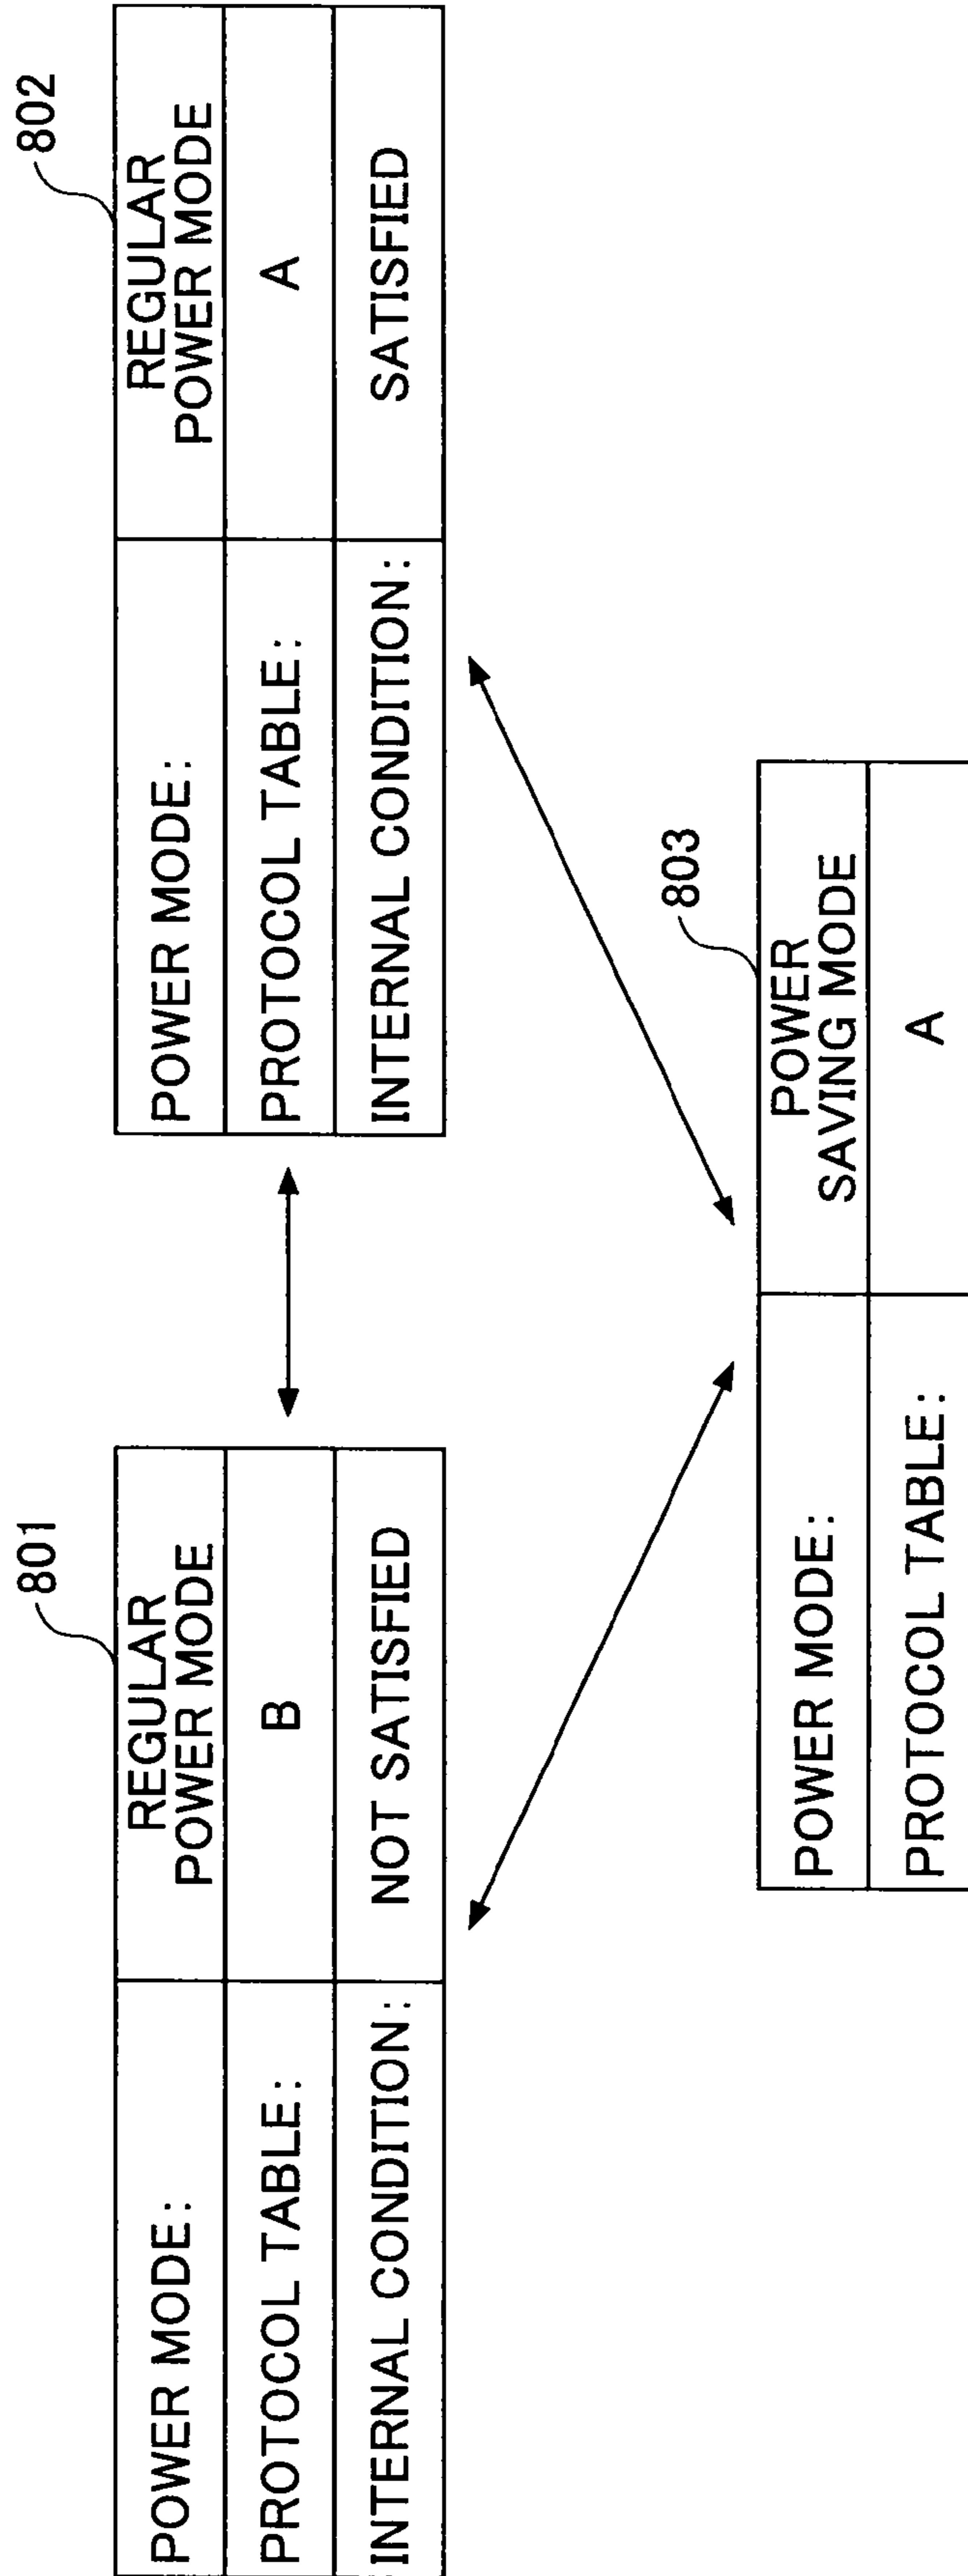 801
POWER MODE:
REGULAR
POWER MODE
PROTOCOL TABLE:
B
INTERNAL CONDITION:
NOT SATISFIED
802
POWER MODE:
REGULAR
POWER MODE
PROTOCOL TABLE:
A
INTERNAL CONDITION:
SATISFIED
803
POWER MODE:
POWER
SAVING MODE
PROTOCOL TABLE:
A